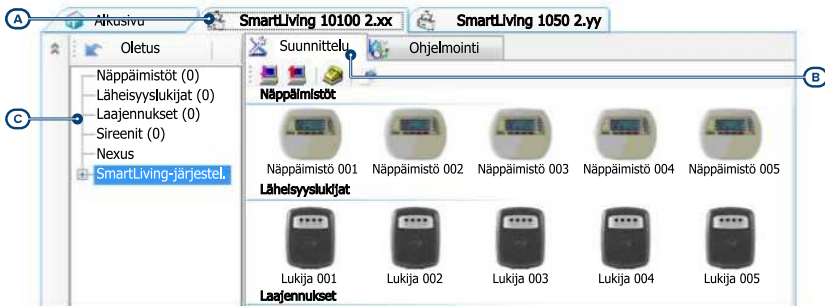 A
Alkusivu
SmartLiving 10100 2.xx
SmartLiving 1050 2.yy
Oletus
Suunnittelu
Ohjelmointi
B
C
Näppäimistöt (0)
Läheisyyslukijat (0)
Laajennukset (0)
Sireenit (0)
Nexus
SmartLiving-järjestel.
Näppäimistöt
Näppäimistö 001
Näppäimistö 002
Näppäimistö 003
Näppäimistö 004
Näppäimistö 005
Läheisyyslukijat
Lukija 001
Lukija 002
Lukija 003
Lukija 004
Lukija 005
Laajennukset